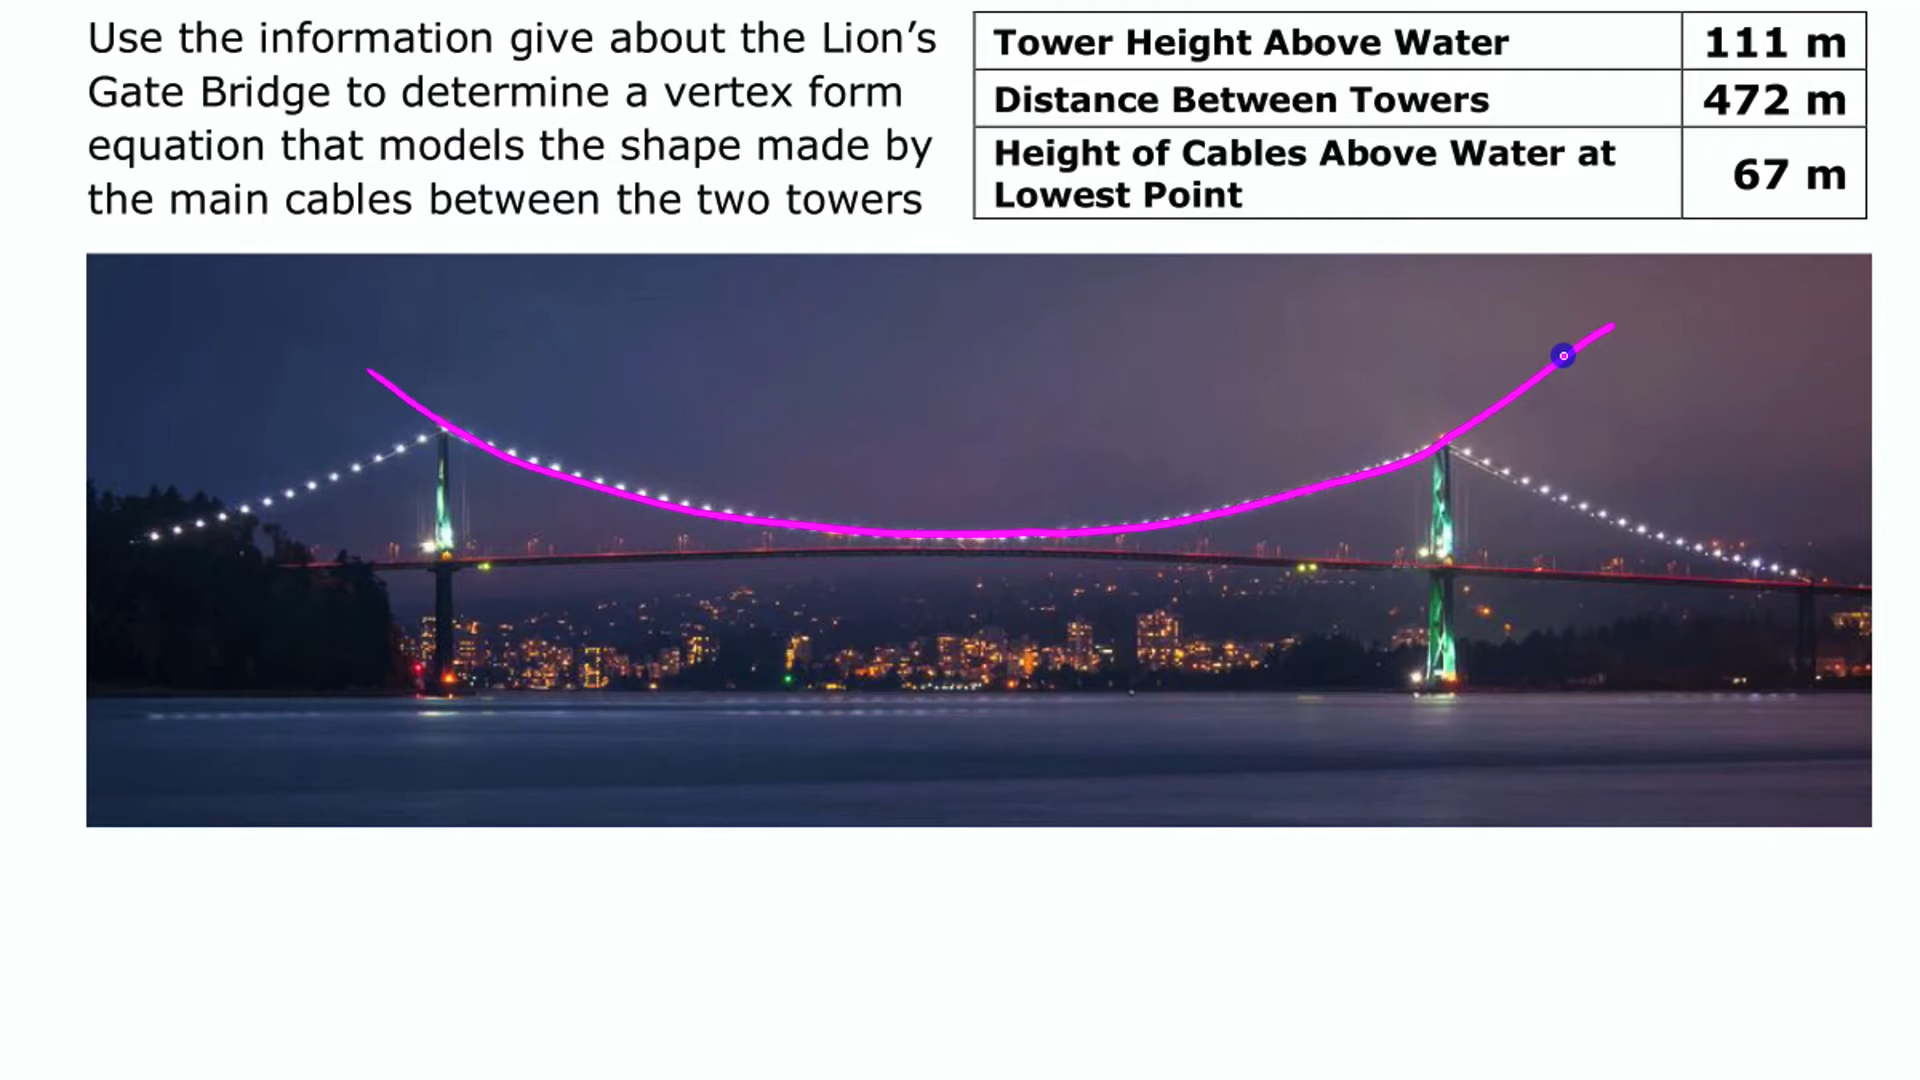 Use the information give about the Lion’s
Gate Bridge to determine a vertex form
equation that models the shape made by
the main cables between the two towers
Tower Height Above Water 111 m
Distance Between Towers 472 m
Height of Cables Above Water at
Lowest Point 67 m